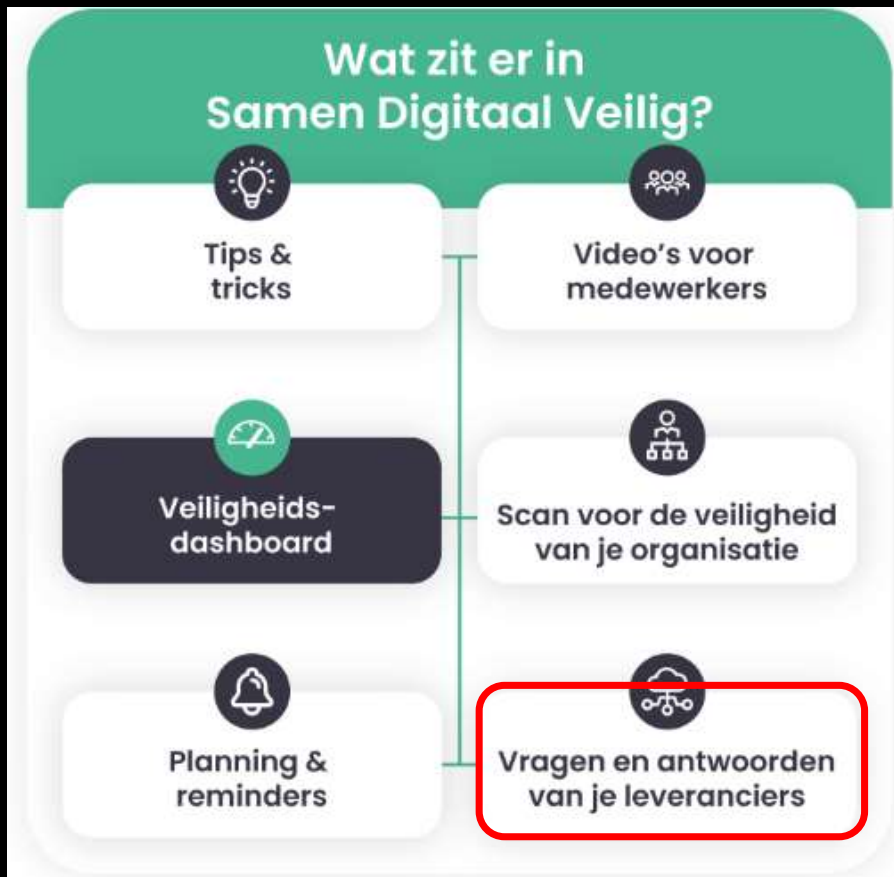 Wat zit er in
Samen Digitaal Veilig?
Tips &
tricks
Video's voor
medewerkers
Veiligheids-
dashboard
Scan voor de veiligheid
van je organisatie
Planning &
reminders
Vragen en antwoorden
van je leveranciers